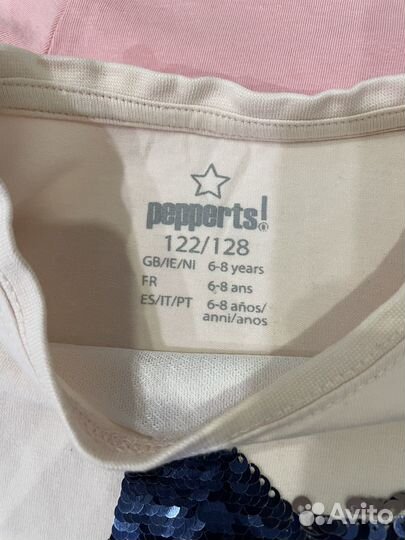 pepperts!
122/128
GB/IE/NI 6-8 years
FR 6-8 ans
ES/IT/PT 6-8 años/
anni/anos
Avito